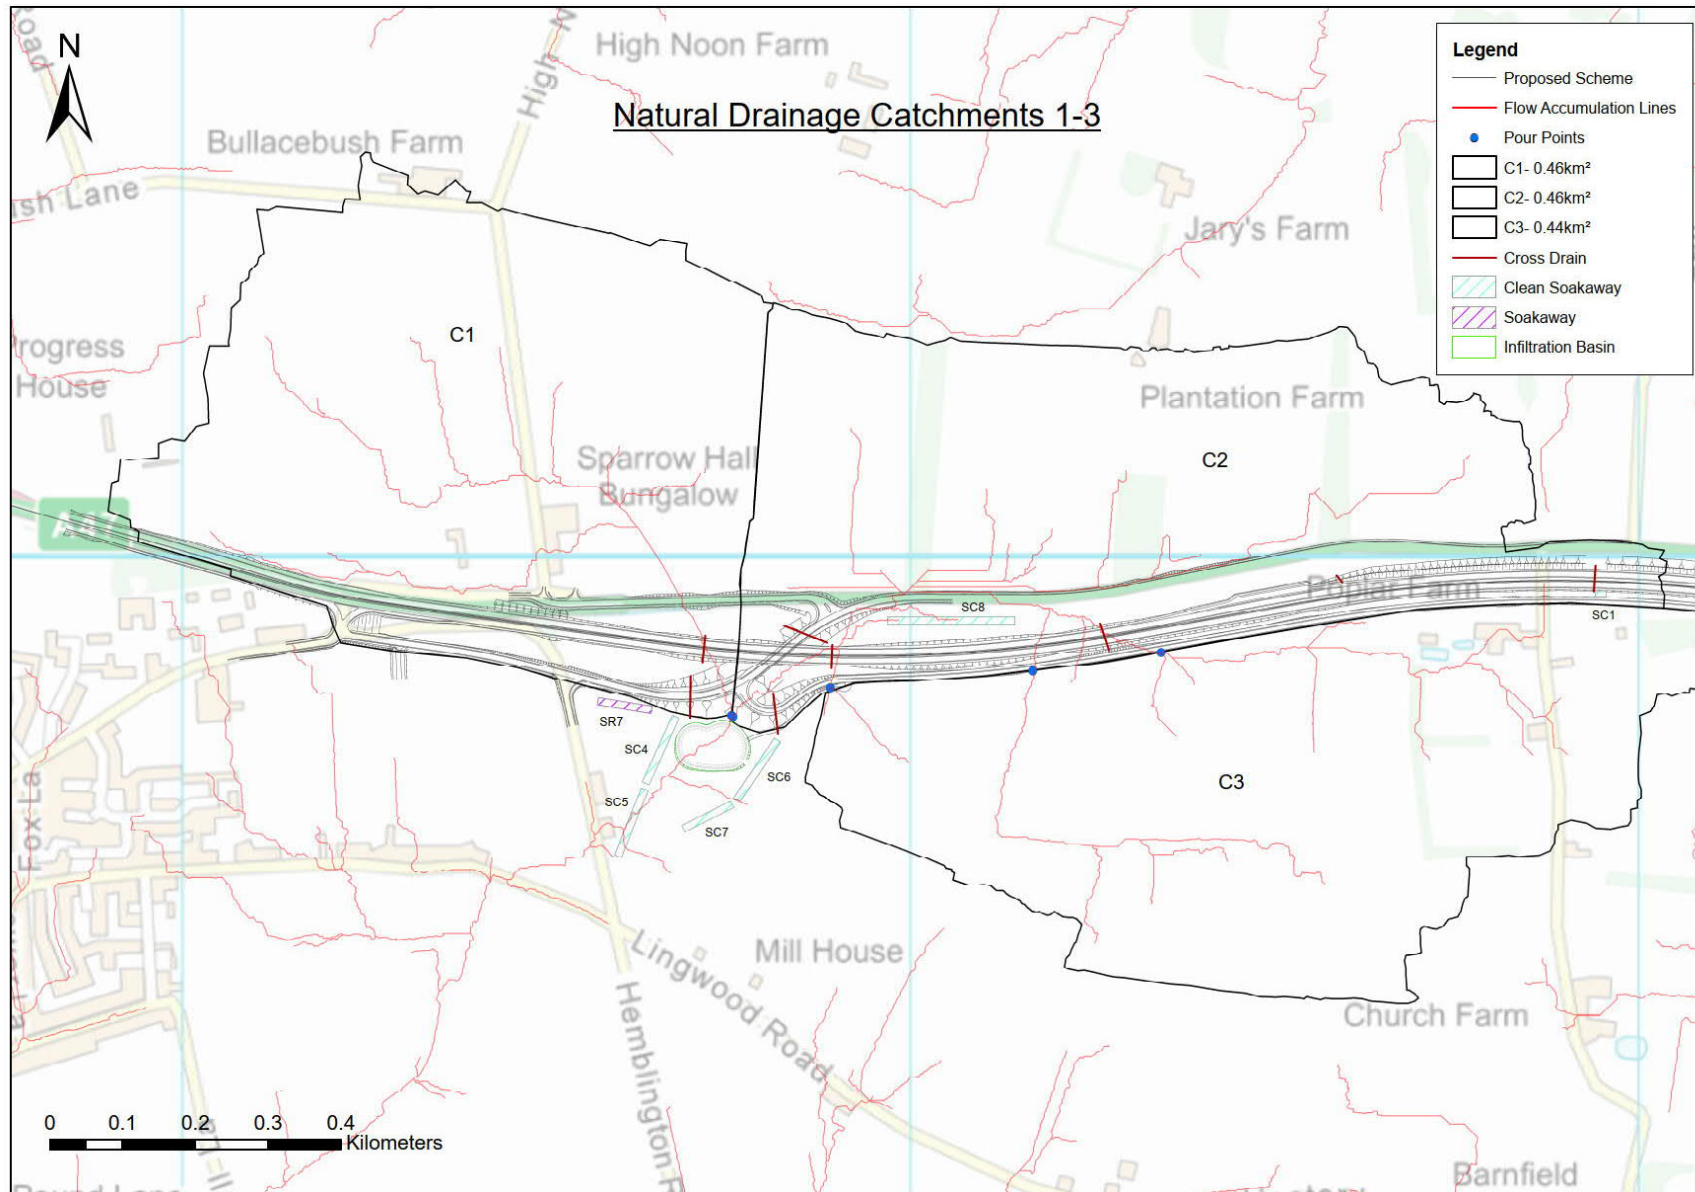 Road
N
High N
High Noon Farm
Natural Drainage Catchments 1-3
Bullacebush Farm
ish Lane
Jary's Farm
Legend
Proposed Scheme
Flow Accumulation Lines
Pour Points
C1- 0.46km²
C2- 0.46km²
C3- 0.44km²
Cross Drain
Clean Soakaway
Soakaway
Infiltration Basin
C1
rogress
House
Plantation Farm
Sparrow Hall
Bungalow
C2
Poplar Farm
SC8
SC1
SR7
SC4
SC6
SC5
SC7
C3
Fox La
Mill House
Lingwood Road
Hemblington R
Church Farm
0 0.1 0.2 0.3 0.4
Kilometers
Barnfield